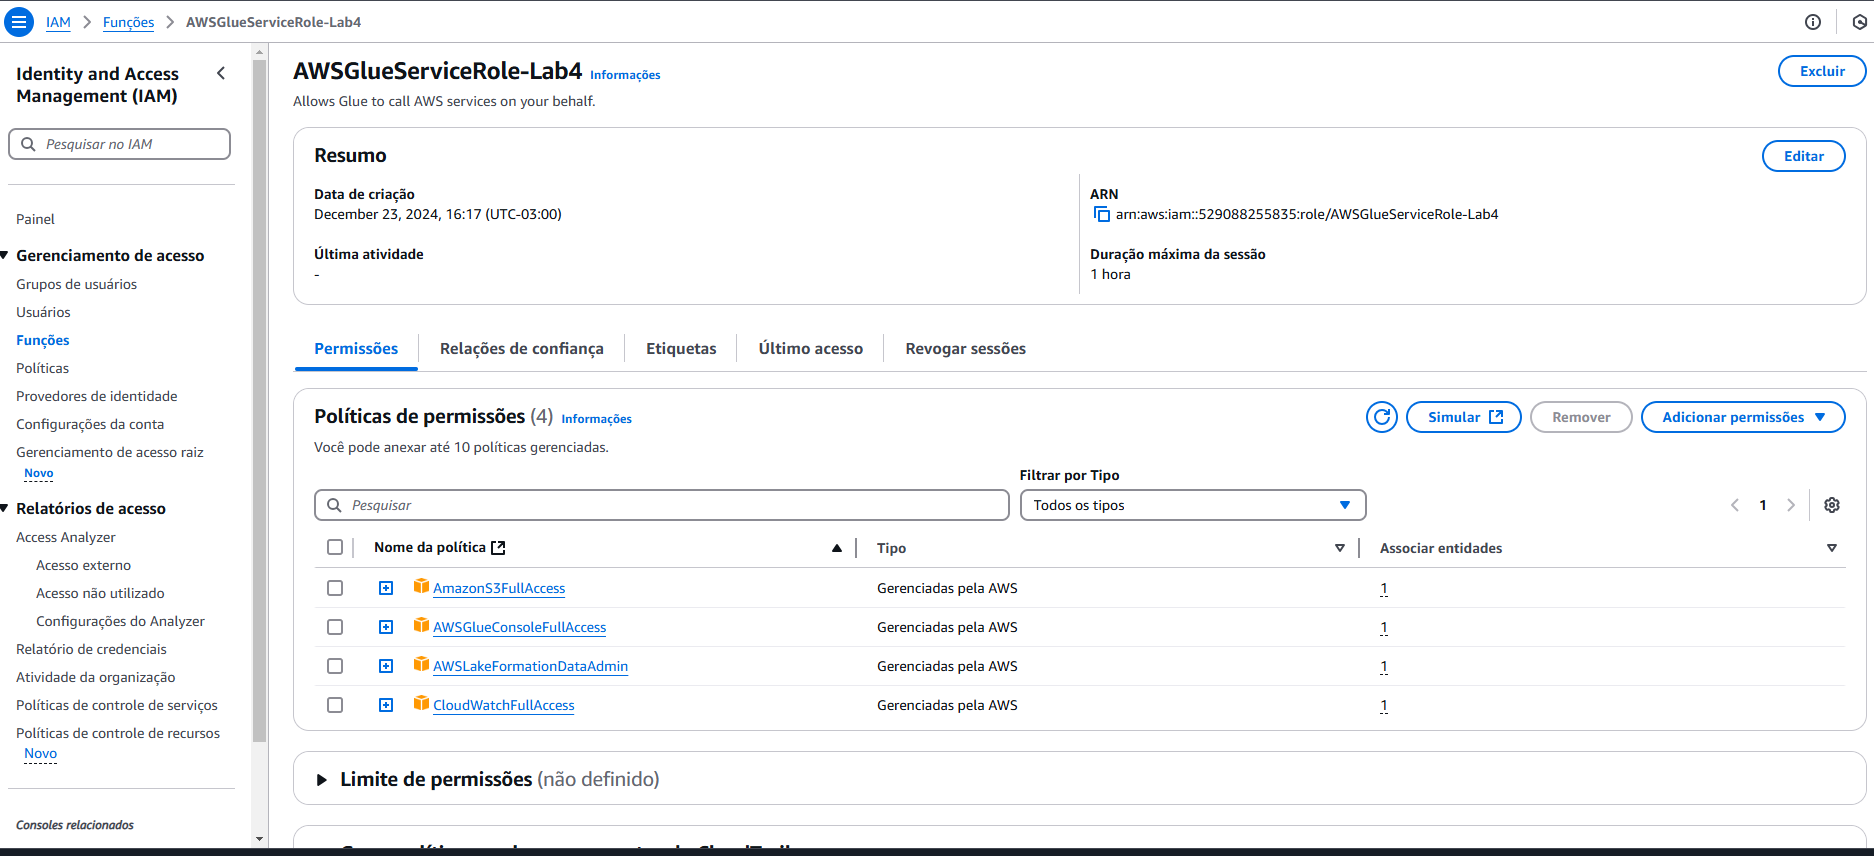 IAM > Funções > AWSGlueServiceRole-Lab4
Identity and Access
Management (IAM)
Pesquisar no IAM
Painel
Gerenciamento de acesso
Grupos de usuários
Usuários
Funções
Políticas
Provedores de identidade
Configurações da conta
Gerenciamento de acesso raiz
Novo
Relatórios de acesso
Access Analyzer
Acesso externo
Acesso não utilizado
Configurações do Analyzer
Relatório de credenciais
Atividade da organização
Políticas de controle de serviços
Políticas de controle de recursos
Novo
Consoles relacionados
AWSGlueServiceRole-Lab4 Informações
Excluir
Allows Glue to call AWS services on your behalf.
Resumo
Editar
Data de criação
December 23, 2024, 16:17 (UTC-03:00)
ARN
arn:aws:iam::529088255835:role/AWSGlueServiceRole-Lab4
Última atividade
-
Duração máxima da sessão
1 hora
Permissões
Relações de confiança
Etiquetas
Último acesso
Revogar sessões
Políticas de permissões (4) Informações
Simular
Remover
Adicionar permissões
Você pode anexar até 10 políticas gerenciadas.
Filtrar por Tipo
Pesquisar
Todos os tipos
1
Nome da política Tipo Associar entidades
AmazonS3FullAccess Gerenciadas pela AWS 1
AWSGlueConsoleFullAccess Gerenciadas pela AWS 1
AWSLakeFormationDataAdmin Gerenciadas pela AWS 1
CloudWatchFullAccess Gerenciadas pela AWS 1
Limite de permissões (não definido)